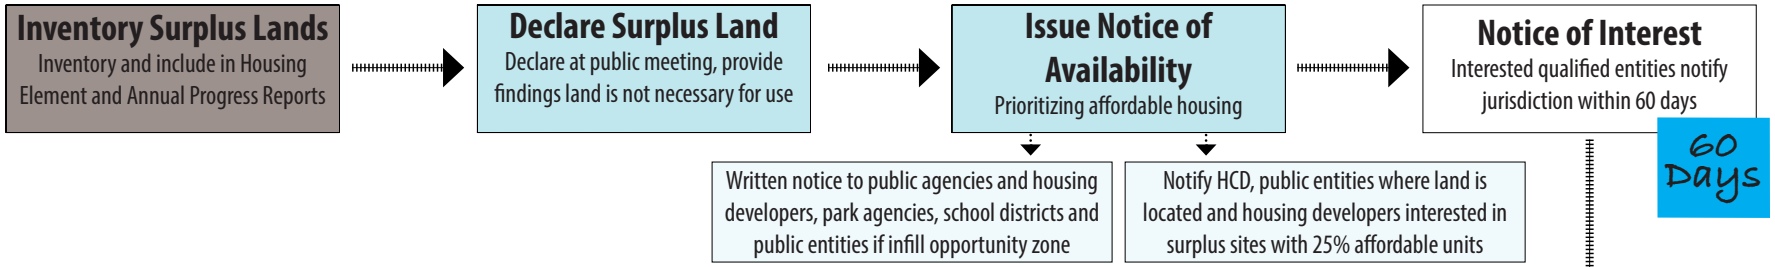 Inventory Surplus Lands
Inventory and include in Housing
Element and Annual Progress Reports
Declare Surplus Land
Declare at public meeting, provide
findings land is not necessary for use
Issue Notice of
Availability
Prioritizing affordable housing
Notice of Interest
Interested qualified entities notify
jurisdiction within 60 days
60
Days
Written notice to public agencies and housing
developers, park agencies, school districts and
public entities if infill opportunity zone
Notify HCD, public entities where land is
located and housing developers interested in
surplus sites with 25% affordable units